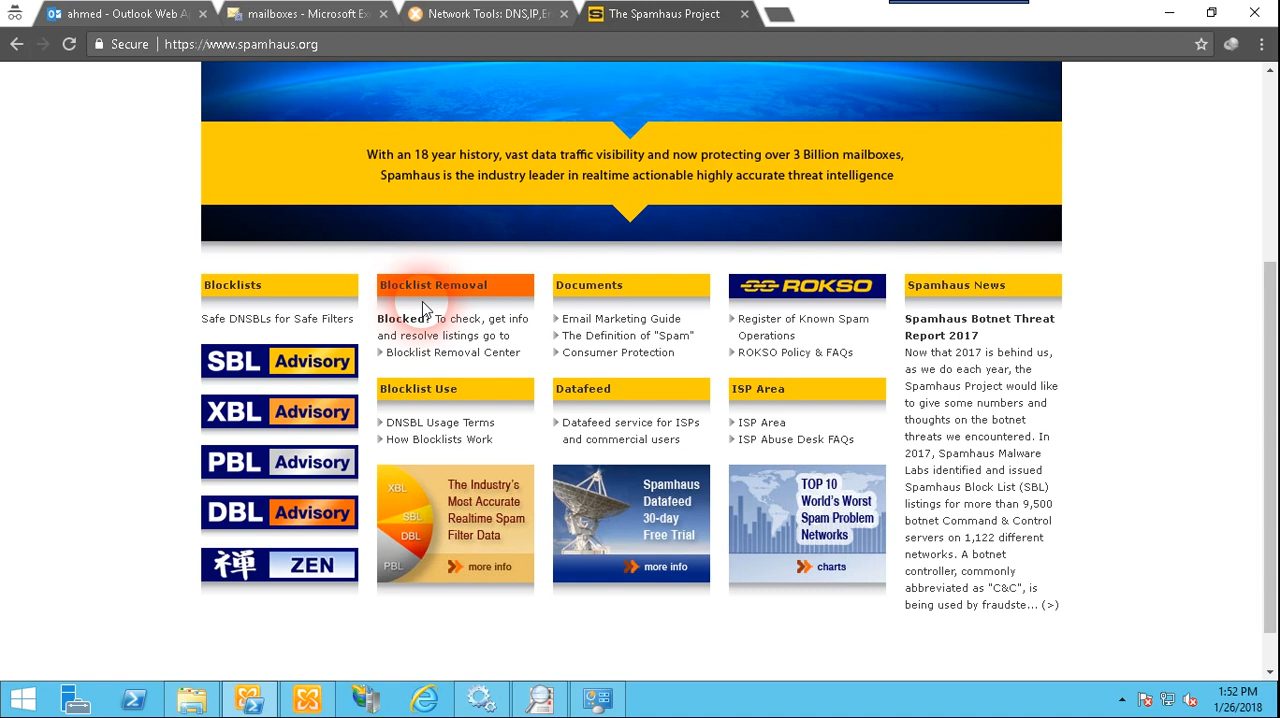 ahmed - Outlook Web A
mailboxes - Microsoft Ex
Network Tools: DNS,IP,E
The Spamhaus Project
Secure
https://www.spamhaus.org
With an 18 year history, vast data traffic visibility and now protecting over 3 Billion mailboxes,
Spamhaus is the industry leader in realtime actionable highly accurate threat intelligence
Blocklists
Safe DNSBLs for Safe Filters
SBL Advisory
XBL Advisory
PBL Advisory
DBL Advisory
禅 ZEN
Blocklist Removal
Blocked? To check, get info
and resolve listings go to
Blocklist Removal Center
Blocklist Use
DNSBL Usage Terms
How Blocklists Work
XBL
SBL
DBL
PBL
The Industry's
Most Accurate
Realtime Spam
Filter Data
more info
Documents
Email Marketing Guide
The Definition of "Spam"
Consumer Protection
Datafeed
Datafeed service for ISPs
and commercial users
Spamhaus
Datafeed
30-day
Free Trial
more info
ROKSO
Register of Known Spam
Operations
ROKSO Policy & FAQs
ISP Area
ISP Area
ISP Abuse Desk FAQs
TOP 10
World's Worst
Spam Problem
Networks
charts
Spamhaus News
Spamhaus Botnet Threat
Report 2017
Now that 2017 is behind us,
as we do each year, the
Spamhaus Project would like
to give some numbers and
thoughts on the botnet
threats we encountered. In
2017, Spamhaus Malware
Labs identified and issued
Spamhaus Block List (SBL)
listings for more than 9,500
botnet Command & Control
servers on 1,122 different
networks. A botnet
controller, commonly
abbreviated as "C&C", is
being used by fraudste... (>)
1:52 PM
1/26/2018